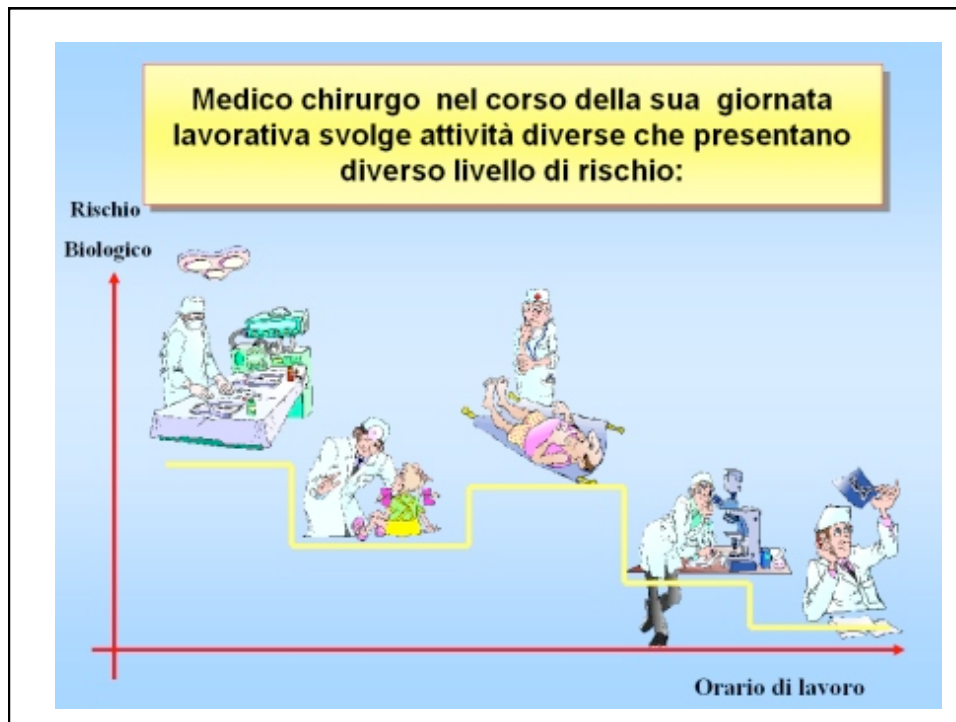 Medico chirurgo nel corso della sua giornata
lavorativa svolge attività diverse che presentano
diverso livello di rischio:
Rischio
Biologico
Orario di lavoro